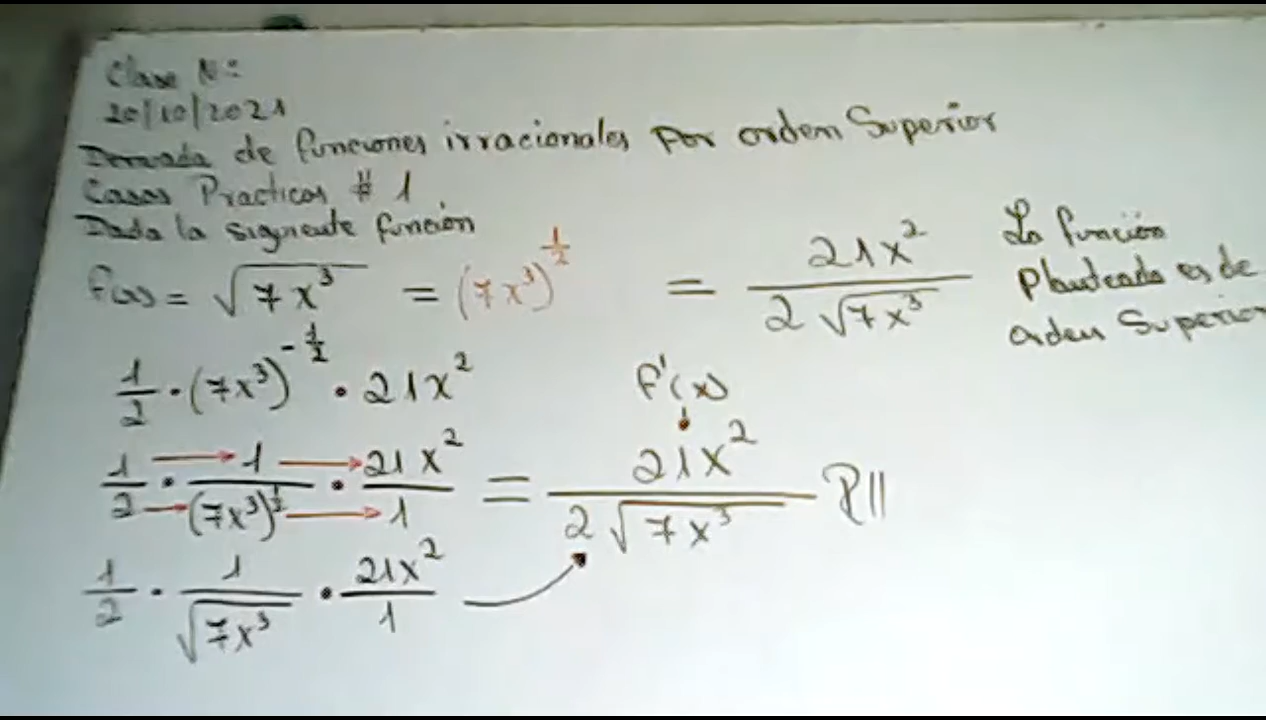 Clase N:
20/10/2021
Derivada de funciones irracionales por orden Superior
Casos Practicos # 1
Dada la siguiente función
f(x) = √7x³ = (7x³)^½ = 21x² / 2√7x³
La función
Planteada es de
orden Superior
1/2 · (7x³)^-½ · 21x²
f'(x)
1/2 · 1/(7x³)^½ · 21x²/1 = 21x² / 2√7x³ R//
1/2 · 1/√7x³ · 21x²/1